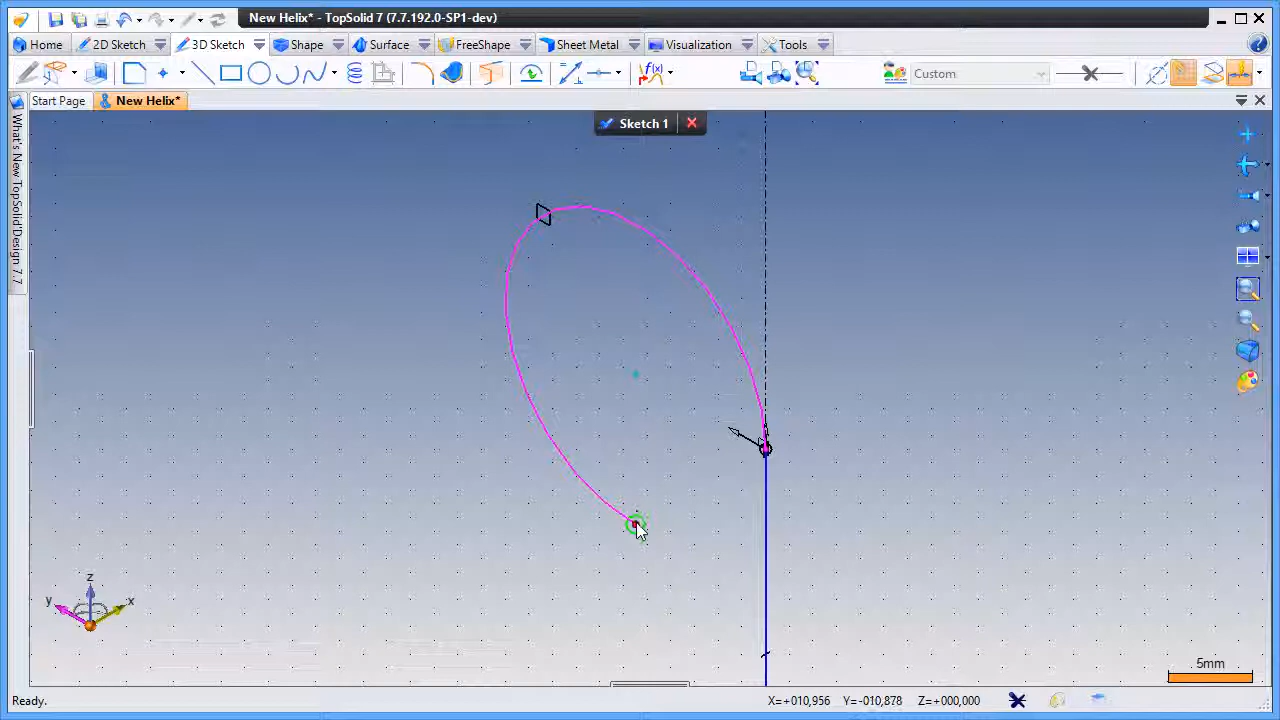 New Helix* - TopSolid 7 (7.7.192.0-SP1-dev)
Home 2D Sketch 3D Sketch Shape Surface FreeShape Sheet Metal Visualization Tools
f(x) Custom
Start Page New Helix*
What's New TopSolid'Design 7.7
Sketch 1
z
y x
5mm
Ready. X=+010,956 Y=-010,878 Z=+000,000